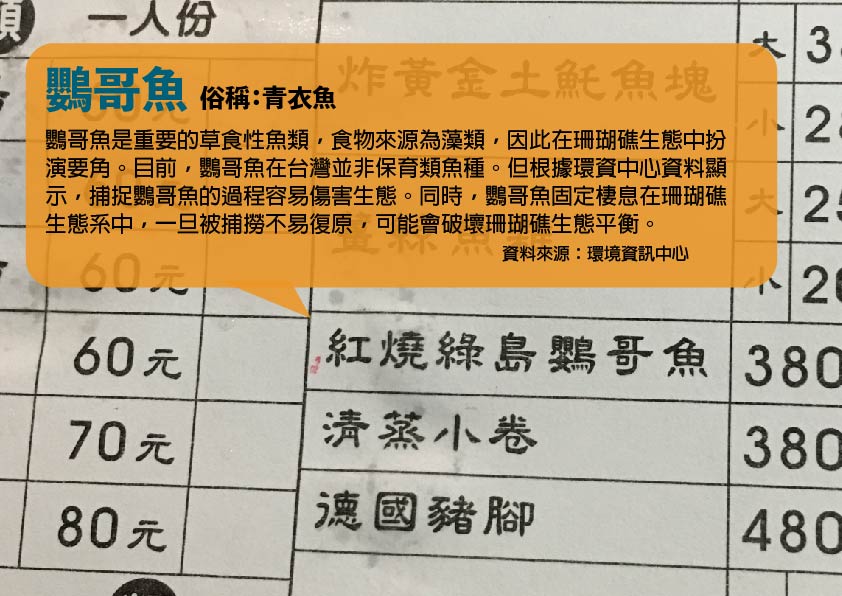 一人份
炸黃金土魠魚塊
大
小
大
小
鸚哥魚 俗稱:青衣魚
鸚哥魚是重要的草食性魚類，食物來源為藻類，因此在珊瑚礁生態中扮
演要角。目前，鸚哥魚在台灣並非保育類魚種。但根據環資中心資料顯
示，捕捉鸚哥魚的過程容易傷害生態。同時，鸚哥魚固定棲息在珊瑚礁
生態系中，一旦被捕撈不易復原，可能會破壞珊瑚礁生態平衡。
資料來源：環境資訊中心
60元
60元 紅燒綠島鸚哥魚 380
70元 清蒸小卷 380
80元 德國豬腳 480